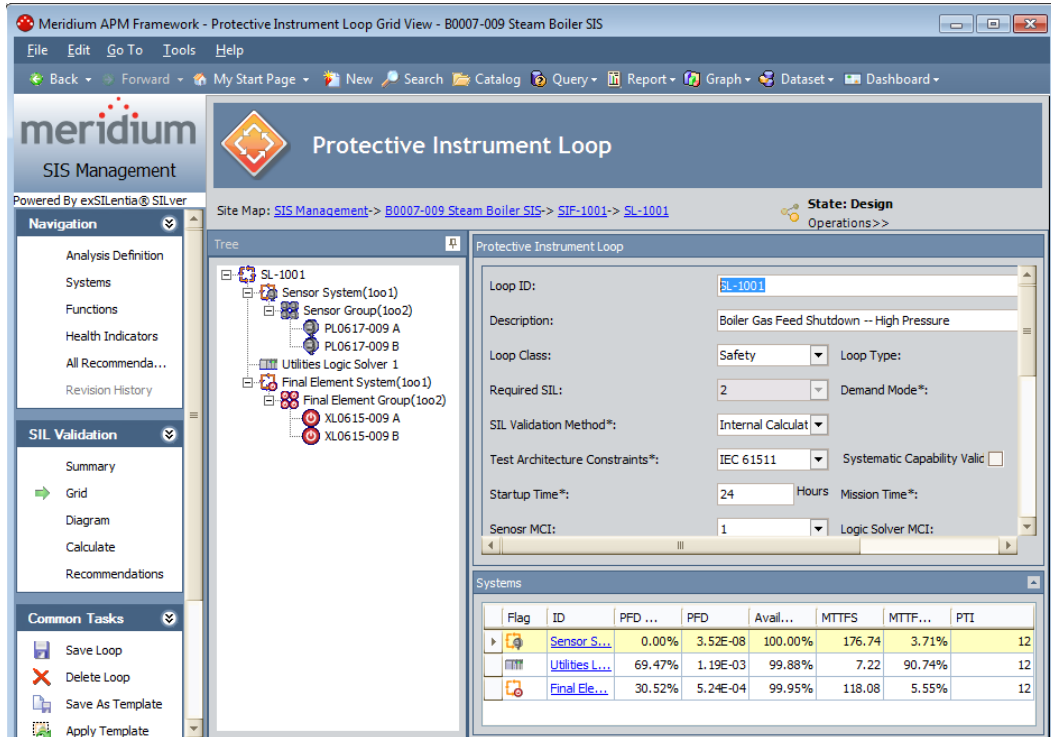 Meridium APM Framework - Protective Instrument Loop Grid View - B0007-009 Steam Boiler SIS
File Edit Go To Tools Help
Back Forward My Start Page New Search Catalog Query Report Graph Dataset Dashboard
meridium
SIS Management
Powered By exSILentia® SILver
Protective Instrument Loop
Site Map: SIS Management-> B0007-009 Steam Boiler SIS-> SIF-1001-> SL-1001
State: Design
Operations>>
Navigation
Analysis Definition
Systems
Functions
Health Indicators
All Recommenda...
Revision History
SIL Validation
Summary
Grid
Diagram
Calculate
Recommendations
Common Tasks
Save Loop
Delete Loop
Save As Template
Apply Template
Tree
SL-1001
Sensor System(1oo1)
Sensor Group(1oo2)
PL0617-009 A
PL0617-009 B
Utilities Logic Solver 1
Final Element System(1oo1)
Final Element Group(1oo2)
XL0615-009 A
XL0615-009 B
Protective Instrument Loop
Loop ID: SL-1001
Description: Boiler Gas Feed Shutdown -- High Pressure
Loop Class: Safety Loop Type:
Required SIL: 2 Demand Mode*:
SIL Validation Method*: Internal Calculat
Test Architecture Constraints*: IEC 61511 Systematic Capability Valid
Startup Time*: 24 Hours Mission Time*:
Senosr MCI: 1 Logic Solver MCI:
Systems
Flag ID PFD ... PFD Avail... MTTFS MTTF... PTI
Sensor S... 0.00% 3.52E-08 100.00% 176.74 3.71% 12
Utilities L... 69.47% 1.19E-03 99.88% 7.22 90.74% 12
Final Ele... 30.52% 5.24E-04 99.95% 118.08 5.55% 12